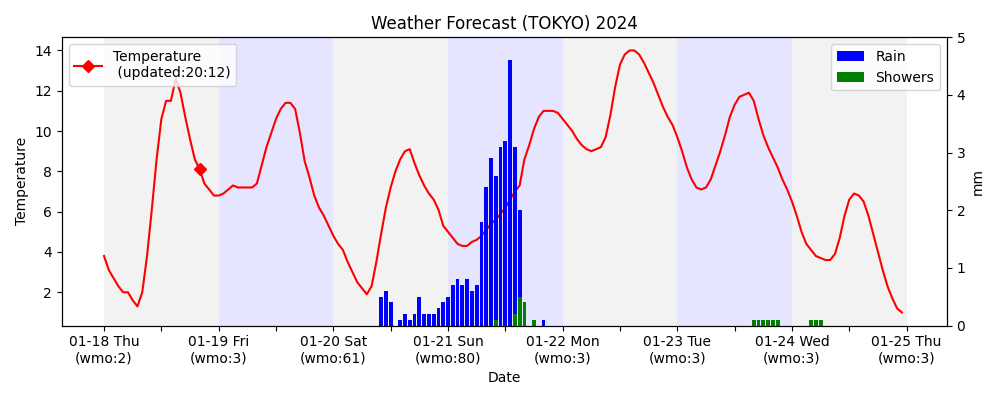 Weather Forecast (TOKYO) 2024
Temperature
(updated:20:12)
Rain
Showers
Temperature
14
12
10
8
6
4
2
5
4
3
2
1
0
mm
01-18 Thu
(wmo:2)
01-19 Fri
(wmo:3)
01-20 Sat
(wmo:61)
01-21 Sun
(wmo:80)
01-22 Mon
(wmo:3)
01-23 Tue
(wmo:3)
01-24 Wed
(wmo:3)
01-25 Thu
(wmo:3)
Date